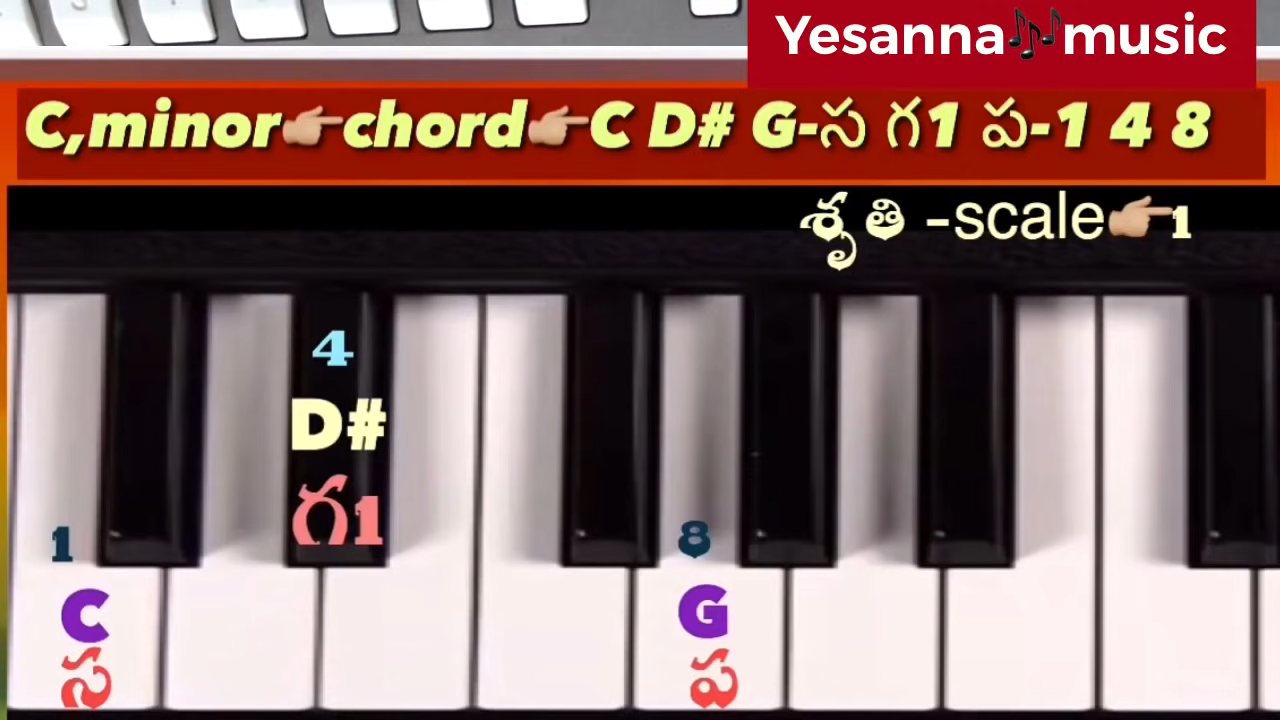 Yesanna🎶music
C,minor👉🏼chord👉🏼C D# G-స గ1 ప-1 4 8
శృతి -scale👉🏼1
4
D#
గ1
1
8
C
G
స
ప